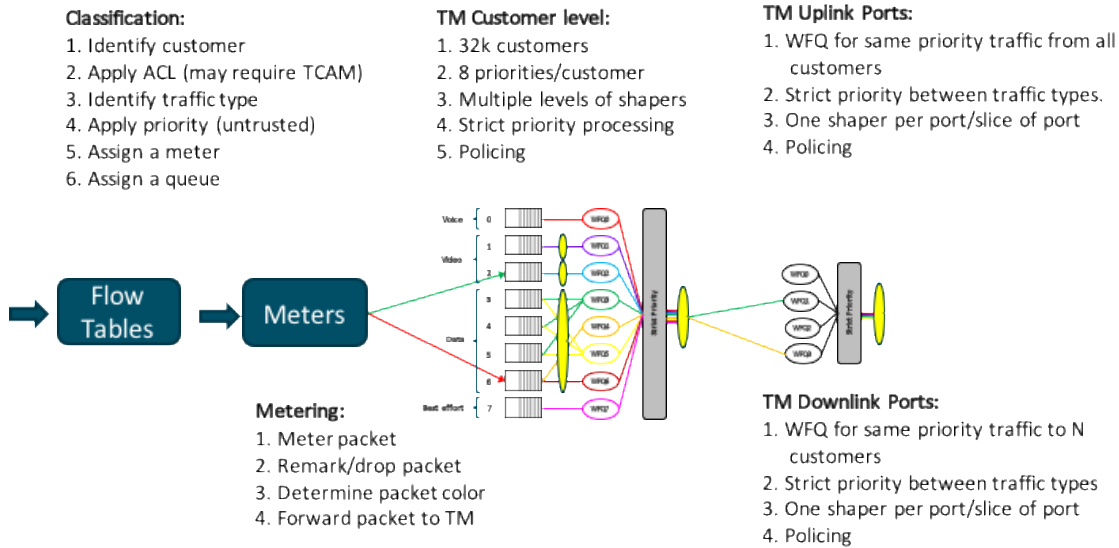 Classification:
1. Identify customer
2. Apply ACL (may require TCAM)
3. Identify traffic type
4. Apply priority (untrusted)
5. Assign a meter
6. Assign a queue
TM Customer level:
1. 32k customers
2. 8 priorities/customer
3. Multiple levels of shapers
4. Strict priority processing
5. Policing
TM Uplink Ports:
1. WFQ for same priority traffic from all
customers
2. Strict priority between traffic types.
3. One shaper per port/slice of port
4. Policing
Flow
Tables
Meters
Voice
Video
Data
Best effort
0
1
2
3
4
5
6
7
WFQ0
WFQ1
WFQ2
WFQ3
WFQ4
WFQ5
WFQ6
WFQ7
Strict Priority
WFQ0
WFQ1
WFQ2
WFQ3
Strict Priority
Metering:
1. Meter packet
2. Remark/drop packet
3. Determine packet color
4. Forward packet to TM
TM Downlink Ports:
1. WFQ for same priority traffic to N
customers
2. Strict priority between traffic types
3. One shaper per port/slice of port
4. Policing